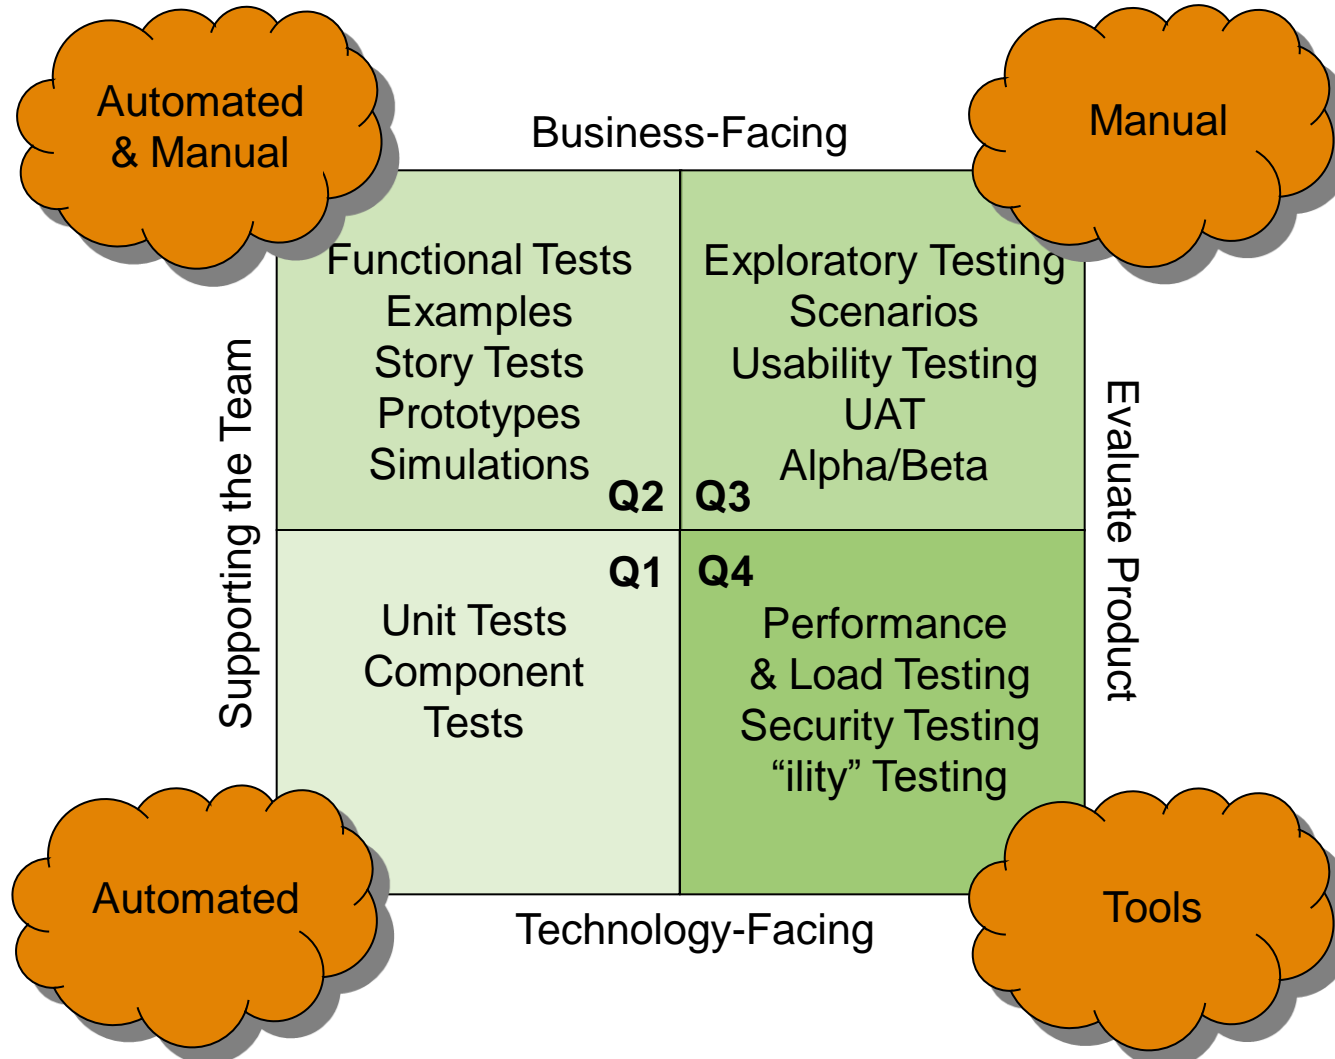 Automated
& Manual
Manual
Business-Facing
Supporting the Team
Functional Tests
Examples
Story Tests
Prototypes
Simulations
Q2
Exploratory Testing
Scenarios
Usability Testing
UAT
Alpha/Beta
Q3
Evaluate Product
Q1
Unit Tests
Component
Tests
Q4
Performance
& Load Testing
Security Testing
“ility” Testing
Automated
Technology-Facing
Tools